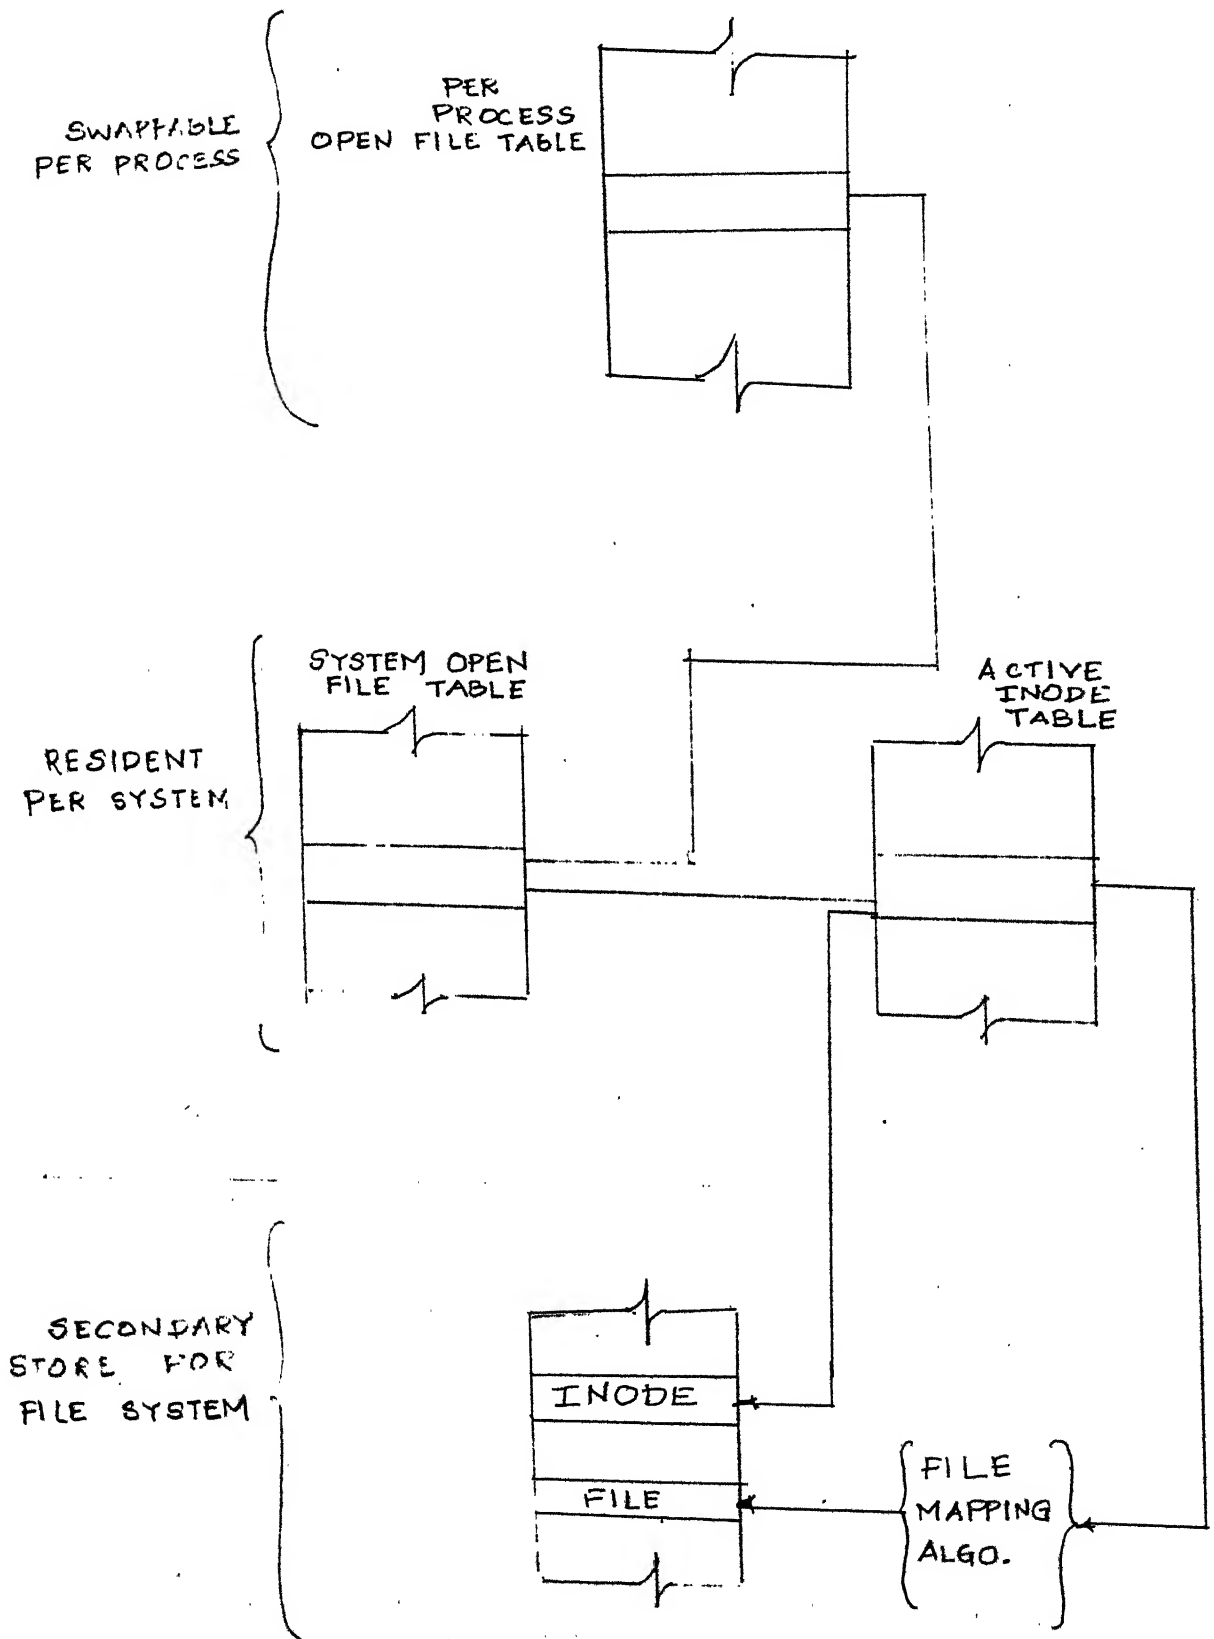 SWAPPABLE
PER PROCESS
PER
PROCESS
OPEN FILE TABLE
RESIDENT
PER SYSTEM
SYSTEM OPEN
FILE TABLE
ACTIVE
INODE
TABLE
SECONDARY
STORE FOR
FILE SYSTEM
INODE
FILE
FILE
MAPPING
ALGO.